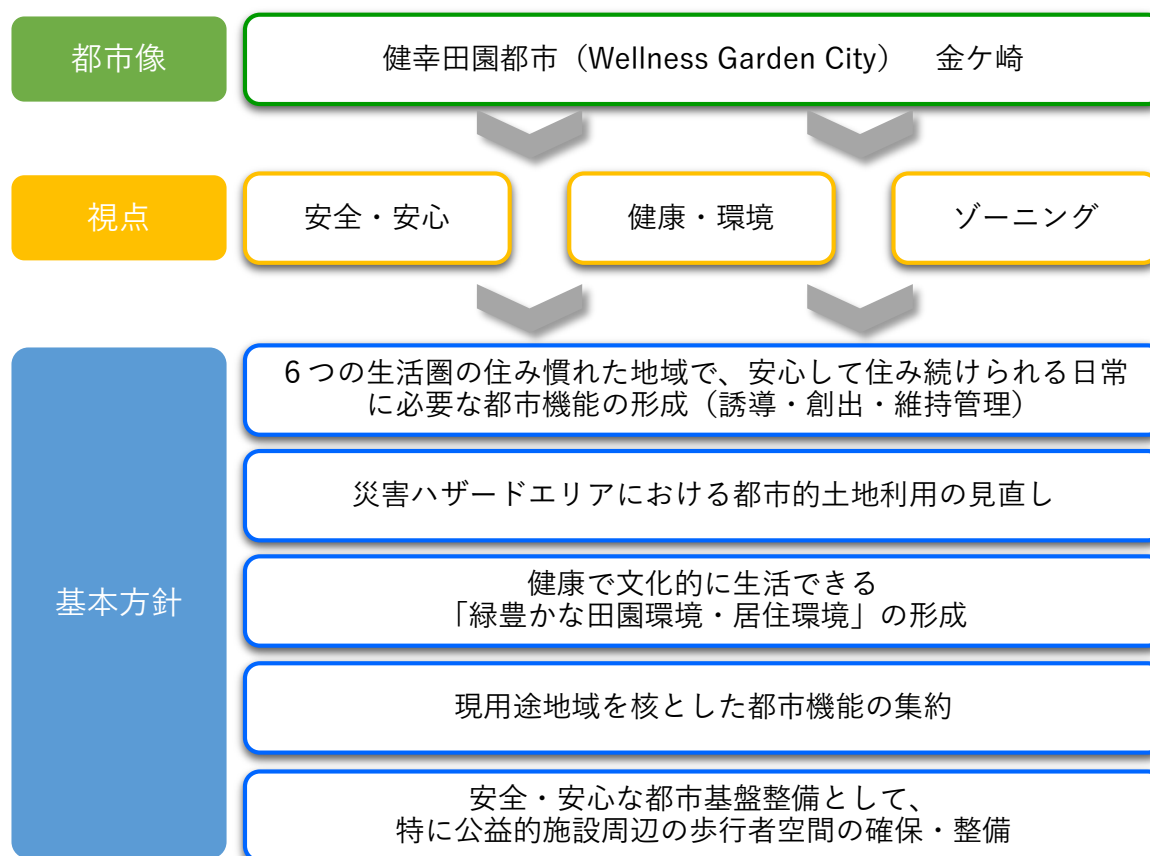 都市像
健幸田園都市（Wellness Garden City）　金ケ崎
視点
安全・安心
健康・環境
ゾーニング
基本方針
６つの生活圏の住み慣れた地域で、安心して住み続けられる日常
に必要な都市機能の形成（誘導・創出・維持管理）
災害ハザードエリアにおける都市的土地利用の見直し
健康で文化的に生活できる
「緑豊かな田園環境・居住環境」の形成
現用途地域を核とした都市機能の集約
安全・安心な都市基盤整備として、
特に公益的施設周辺の歩行者空間の確保・整備